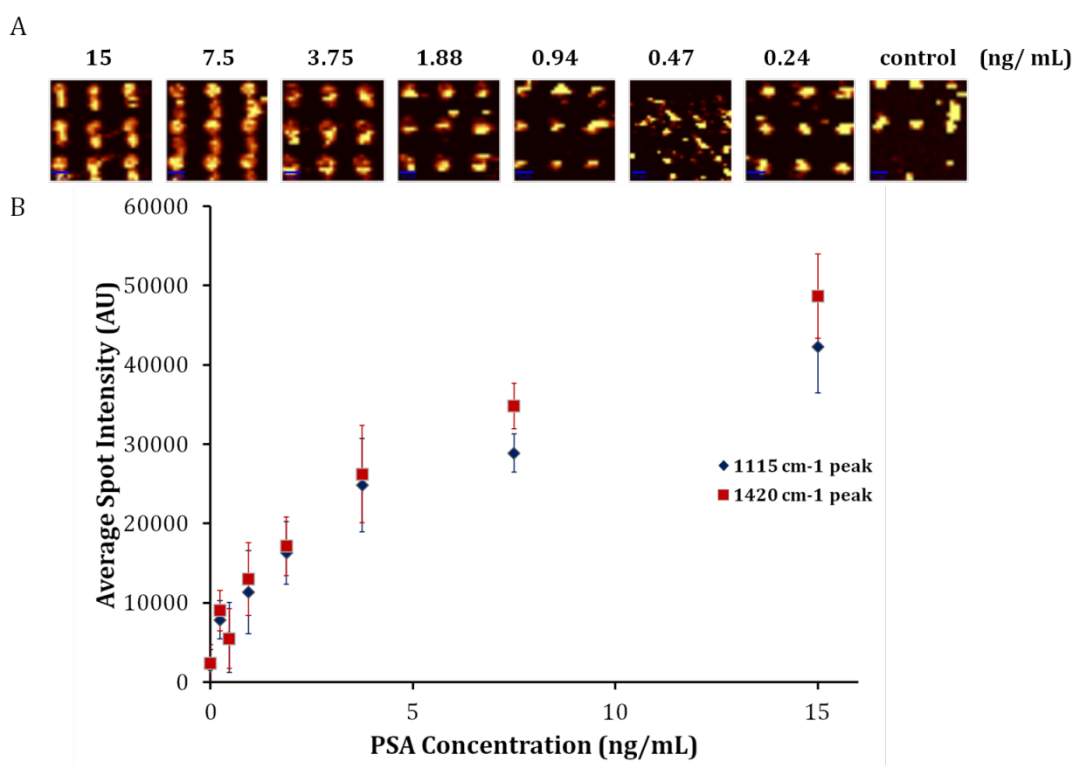 A
15 7.5 3.75 1.88 0.94 0.47 0.24 control (ng/ mL)
B
60000
50000
40000
30000
20000
10000
0
Average Spot Intensity (AU)
1115 cm-1 peak
1420 cm-1 peak
0 5 10 15
PSA Concentration (ng/mL)